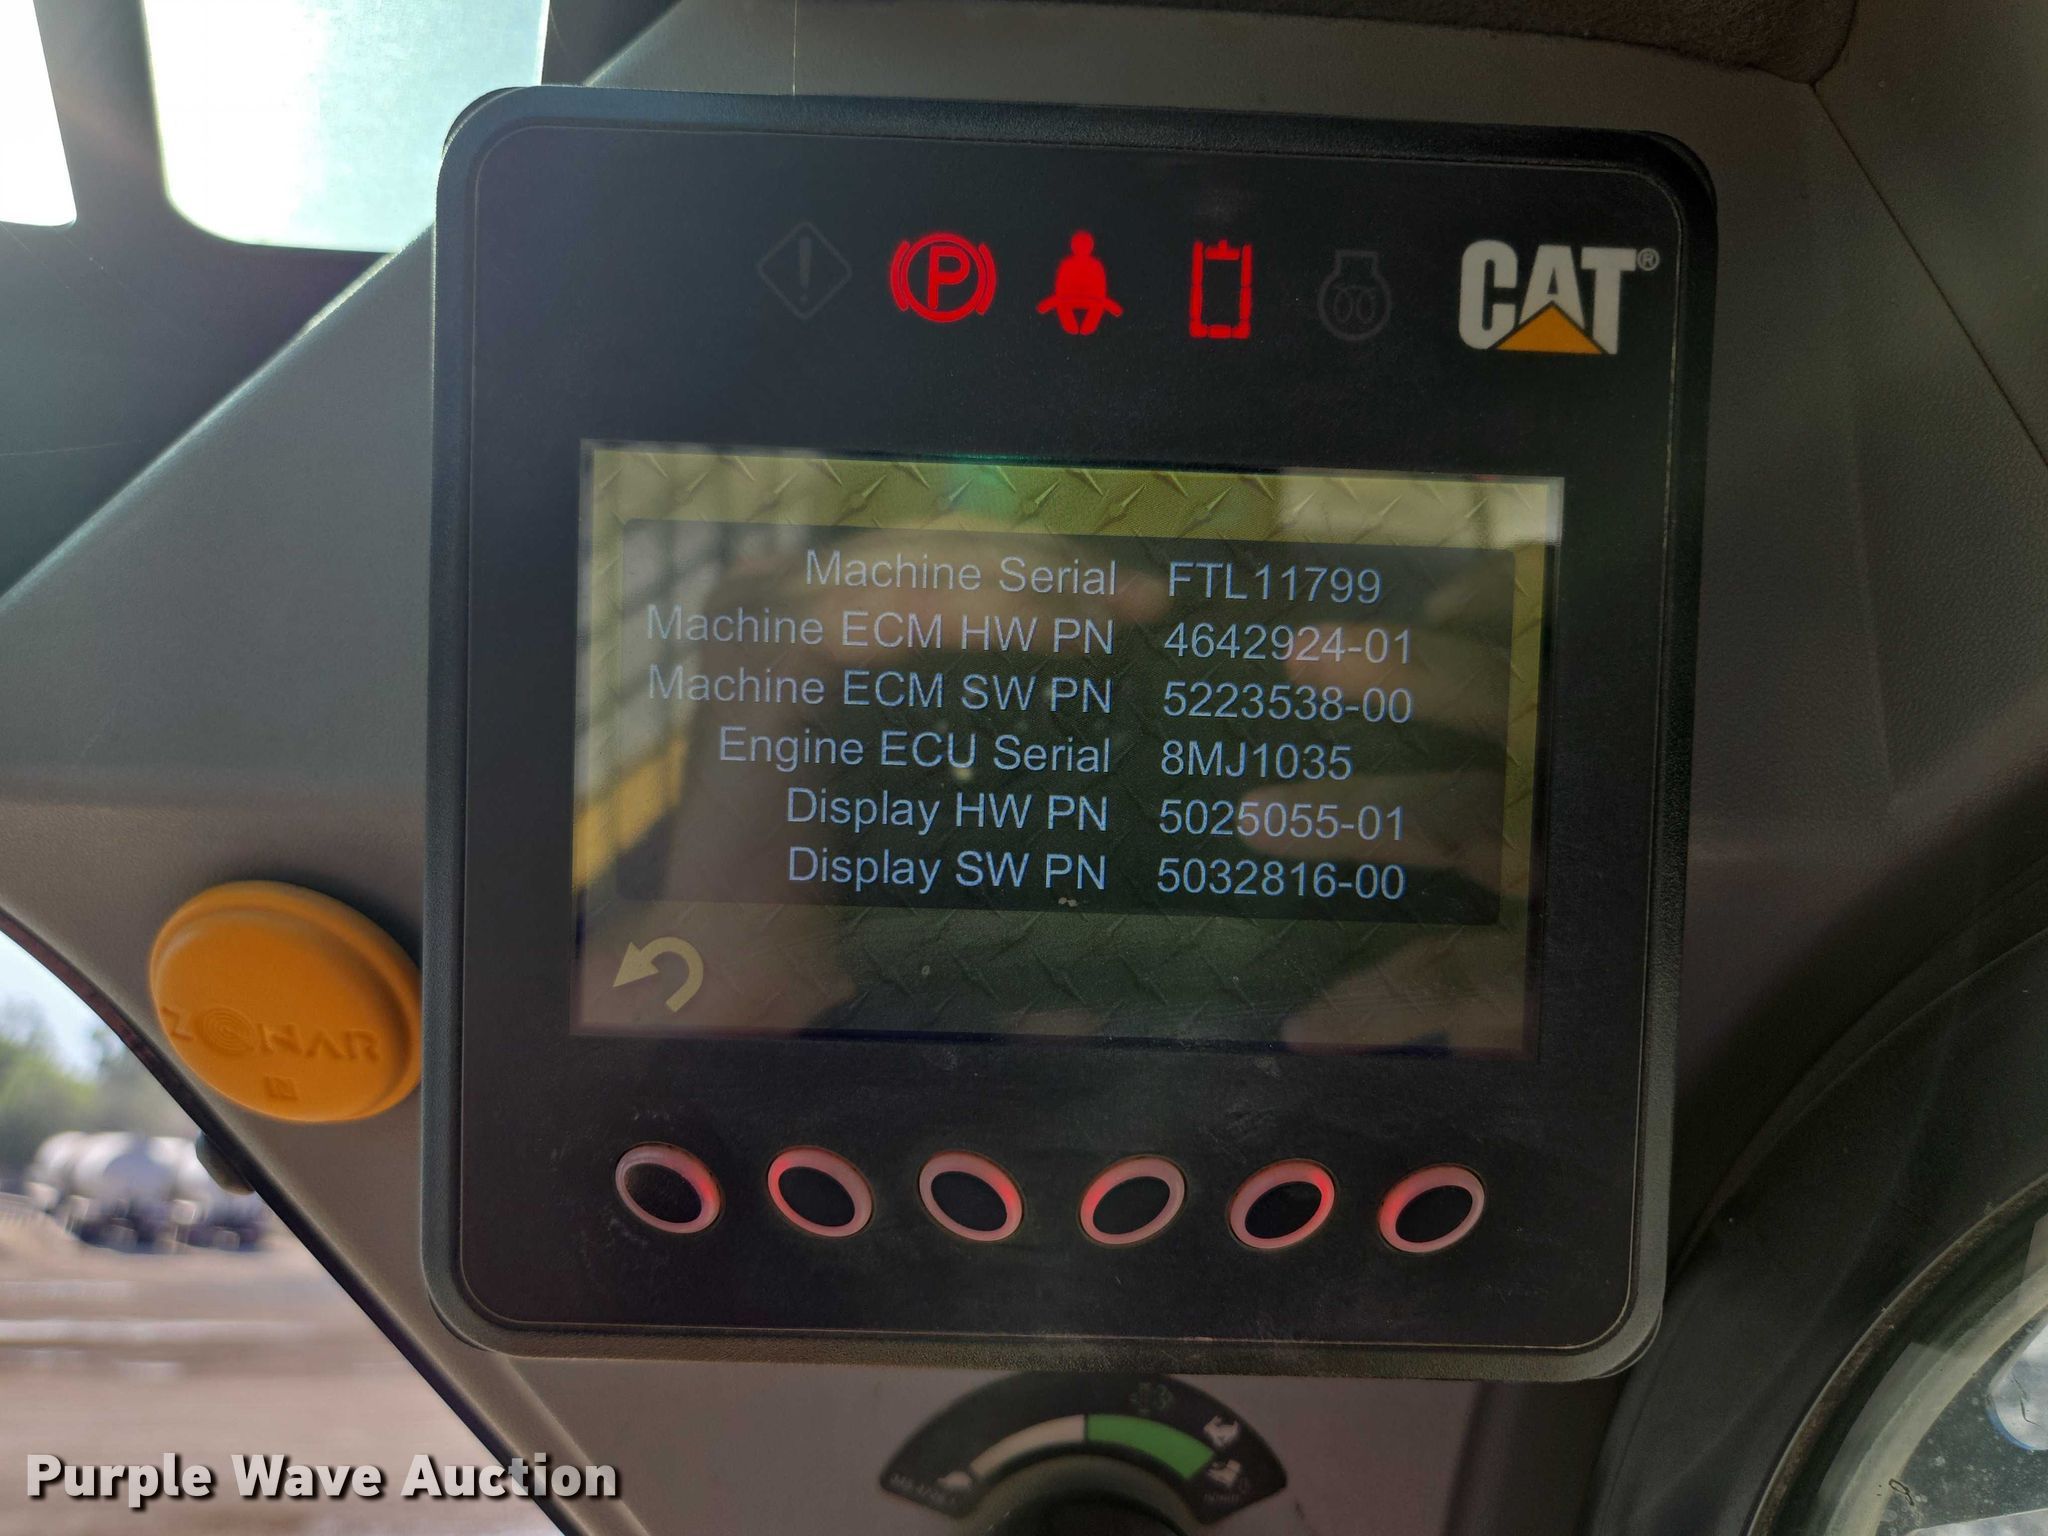 CAT®
Machine Serial FTL11799
Machine ECM HW PN 4642924-01
Machine ECM SW PN 5223538-00
Engine ECU Serial 8MJ1035
Display HW PN 5025055-01
Display SW PN 5032816-00
ZONAR
Purple Wave Auction